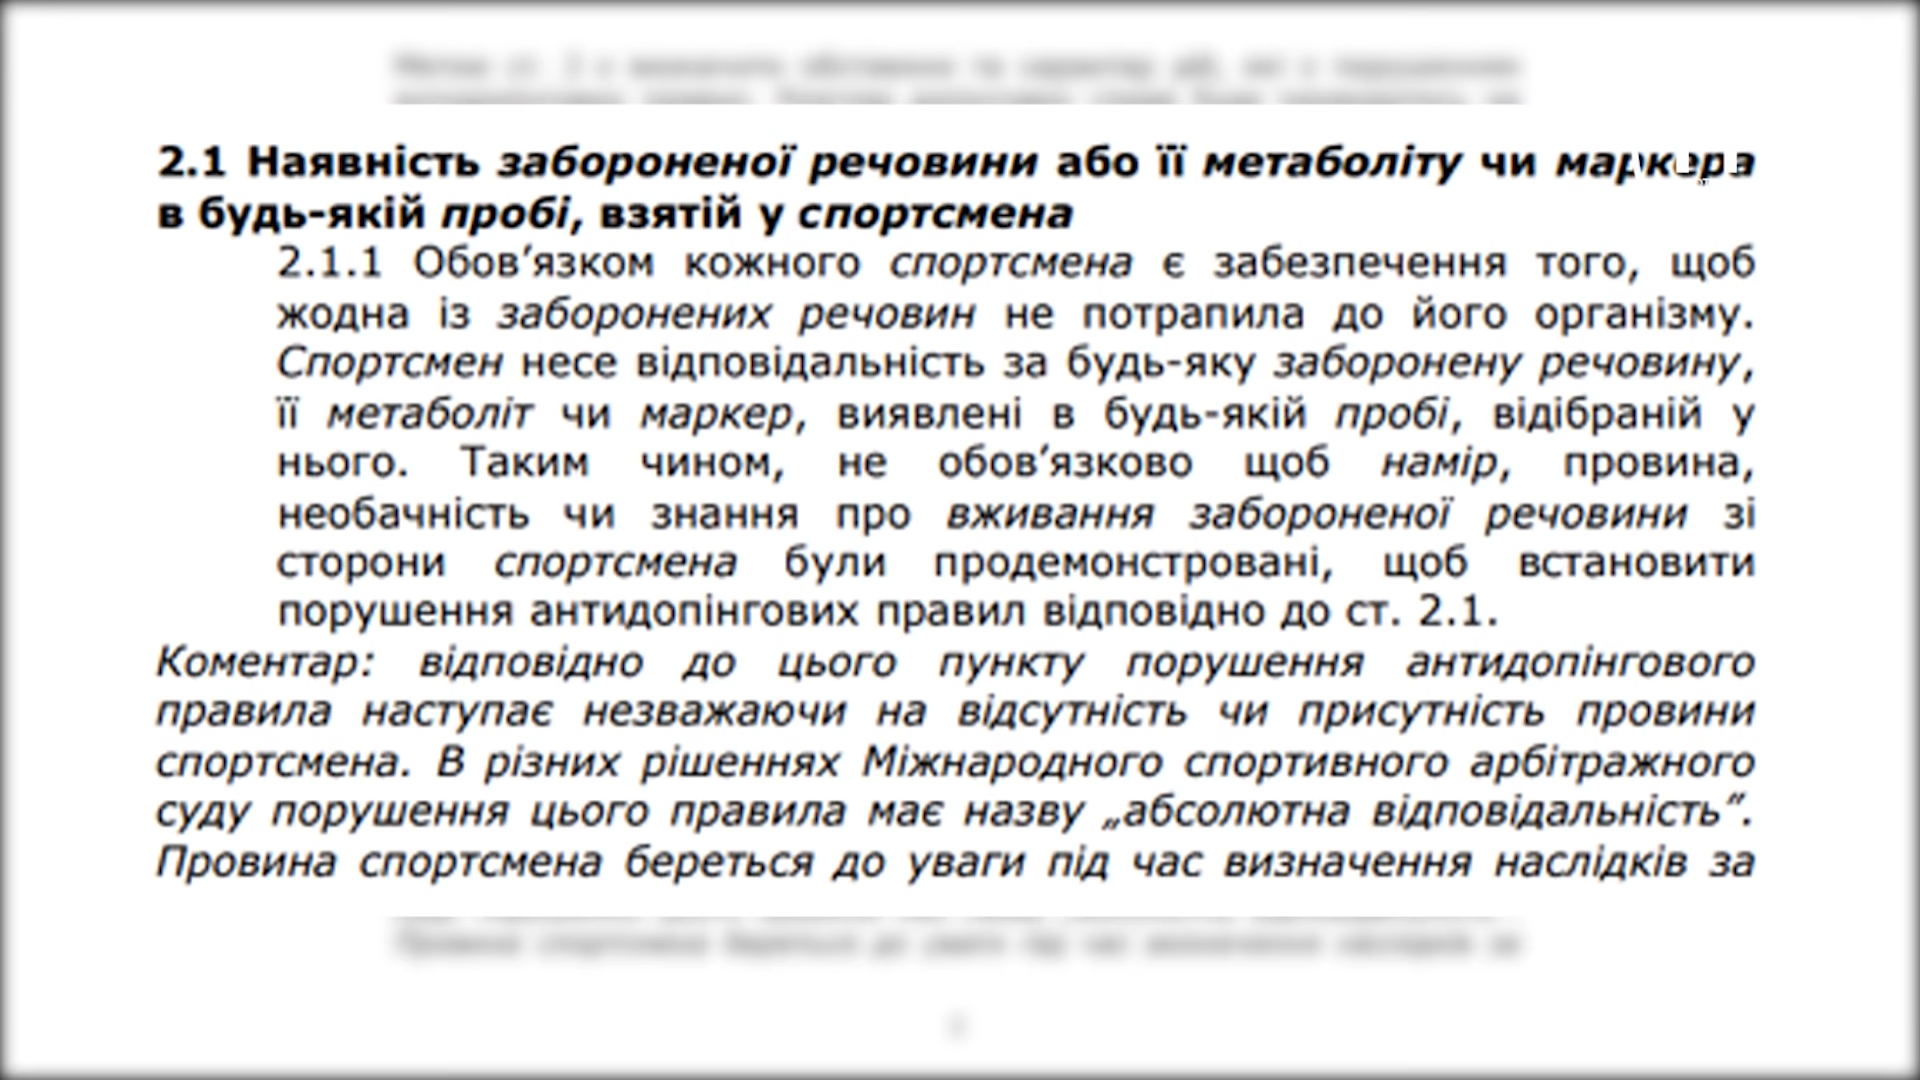 2.1 Наявність забороненої речовини або її метаболіту чи маркера
в будь-якій пробі, взятій у спортсмена
2.1.1 Обов’язком кожного спортсмена є забезпечення того, щоб
жодна із заборонених речовин не потрапила до його організму.
Спортсмен несе відповідальність за будь-яку заборонену речовину,
її метаболіт чи маркер, виявлені в будь-якій пробі, відібраній у
нього. Таким чином, не обов’язково щоб намір, провина,
необачність чи знання про вживання забороненої речовини зі
сторони спортсмена були продемонстровані, щоб встановити
порушення антидопінгових правил відповідно до ст. 2.1.
Коментар: відповідно до цього пункту порушення антидопінгового
правила наступає незважаючи на відсутність чи присутність провини
спортсмена. В різних рішеннях Міжнародного спортивного арбітражного
суду порушення цього правила має назву „абсолютна відповідальність”.
Провина спортсмена береться до уваги під час визначення наслідків за